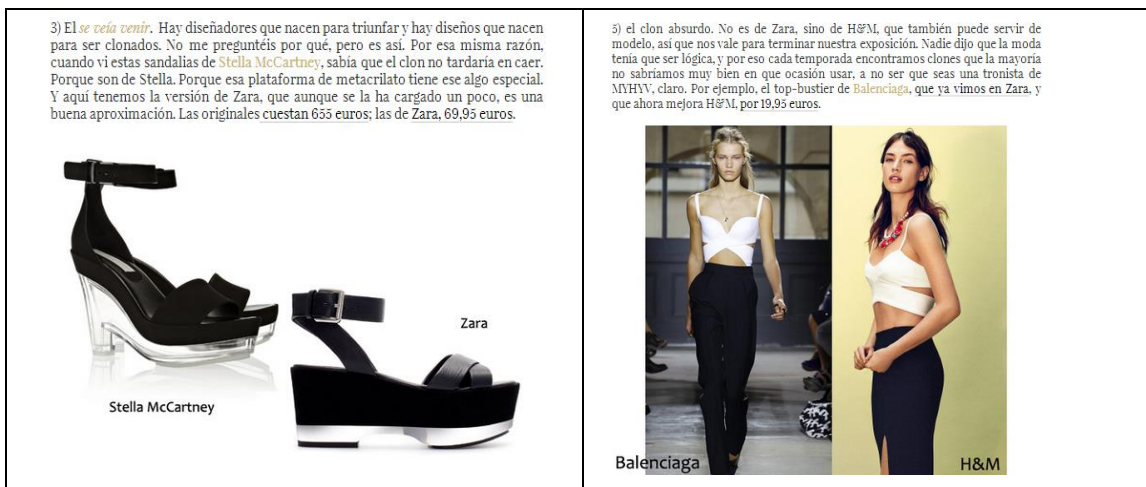 3) El se veía venir. Hay diseñadores que nacen para triunfar y hay diseños que nacen
para ser clonados. No me preguntéis por qué, pero es así. Por esa misma razón,
cuando vi estas sandalias de Stella McCartney, sabía que el clon no tardaría en caer.
Porque son de Stella. Porque esa plataforma de metacrilato tiene ese algo especial.
Y aquí tenemos la versión de Zara, que aunque se la ha cargado un poco, es una
buena aproximación. Las originales cuestan 655 euros; las de Zara, 69,95 euros.
Zara
Stella McCartney
5) el clon absurdo. No es de Zara, sino de H&M, que también puede servir de
modelo, así que nos vale para terminar nuestra exposición. Nadie dijo que la moda
tenía que ser lógica, y por eso cada temporada encontramos clones que la mayoría
no sabríamos muy bien en que ocasión usar, a no ser que seas una tronista de
MYHYV, claro. Por ejemplo, el top-bustier de Balenciaga, que ya vimos en Zara, y
que ahora mejora H&M, por 19,95 euros.
Balenciaga
H&M